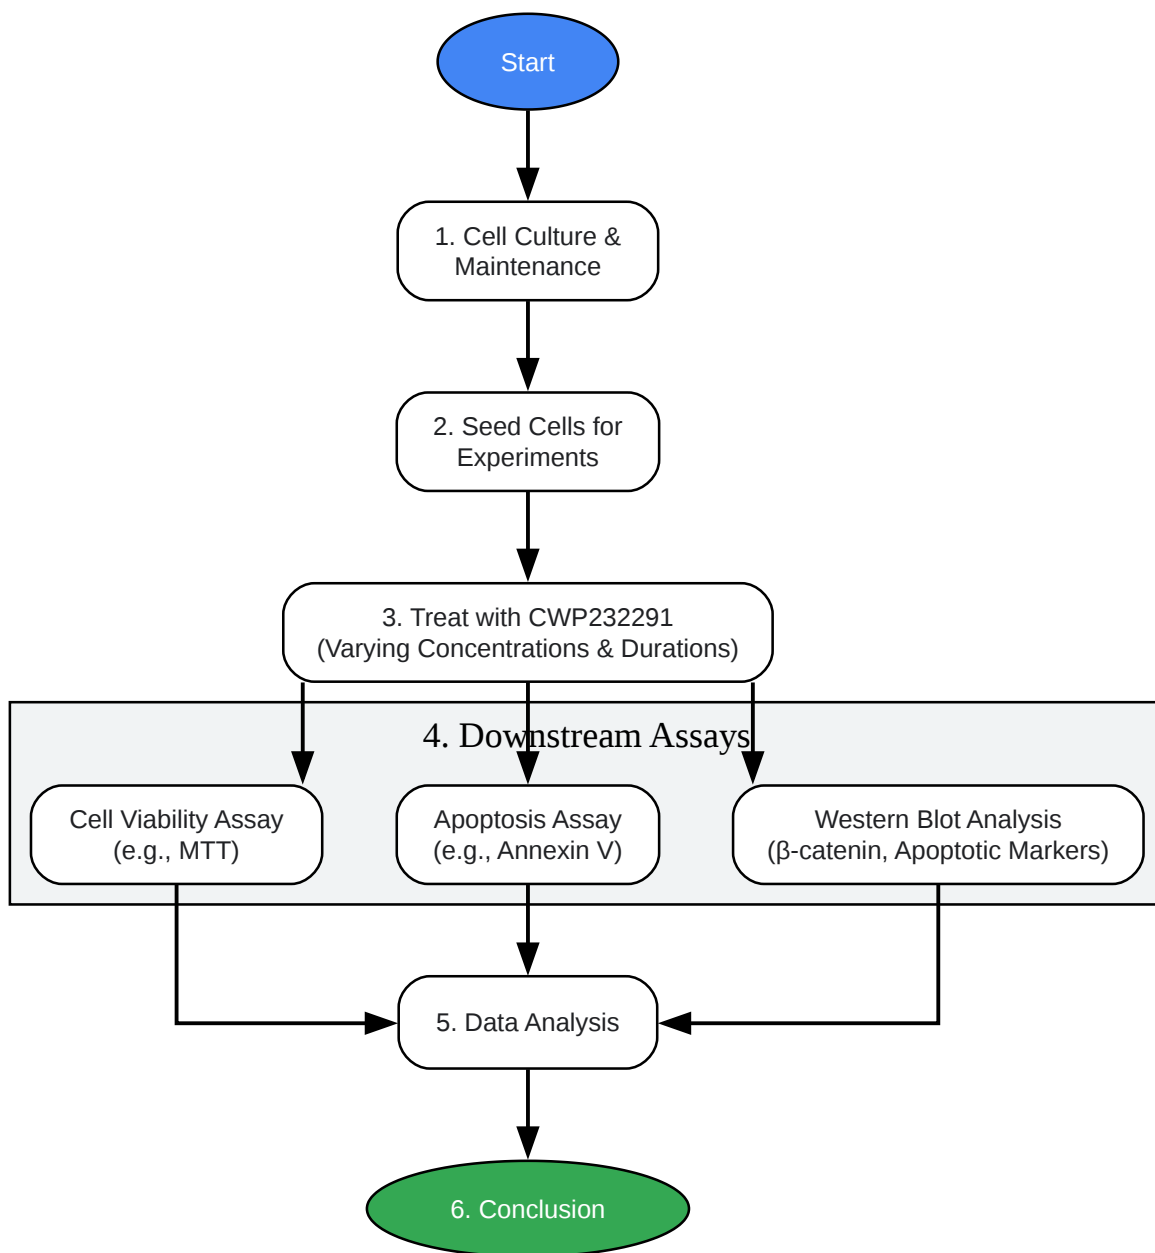 Start
1. Cell Culture &
Maintenance
2. Seed Cells for
Experiments
3. Treat with CWP232291
(Varying Concentrations & Durations)
4. Downstream Assays
Cell Viability Assay
(e.g., MTT)
Apoptosis Assay
(e.g., Annexin V)
Western Blot Analysis
(β-catenin, Apoptotic Markers)
5. Data Analysis
6. Conclusion